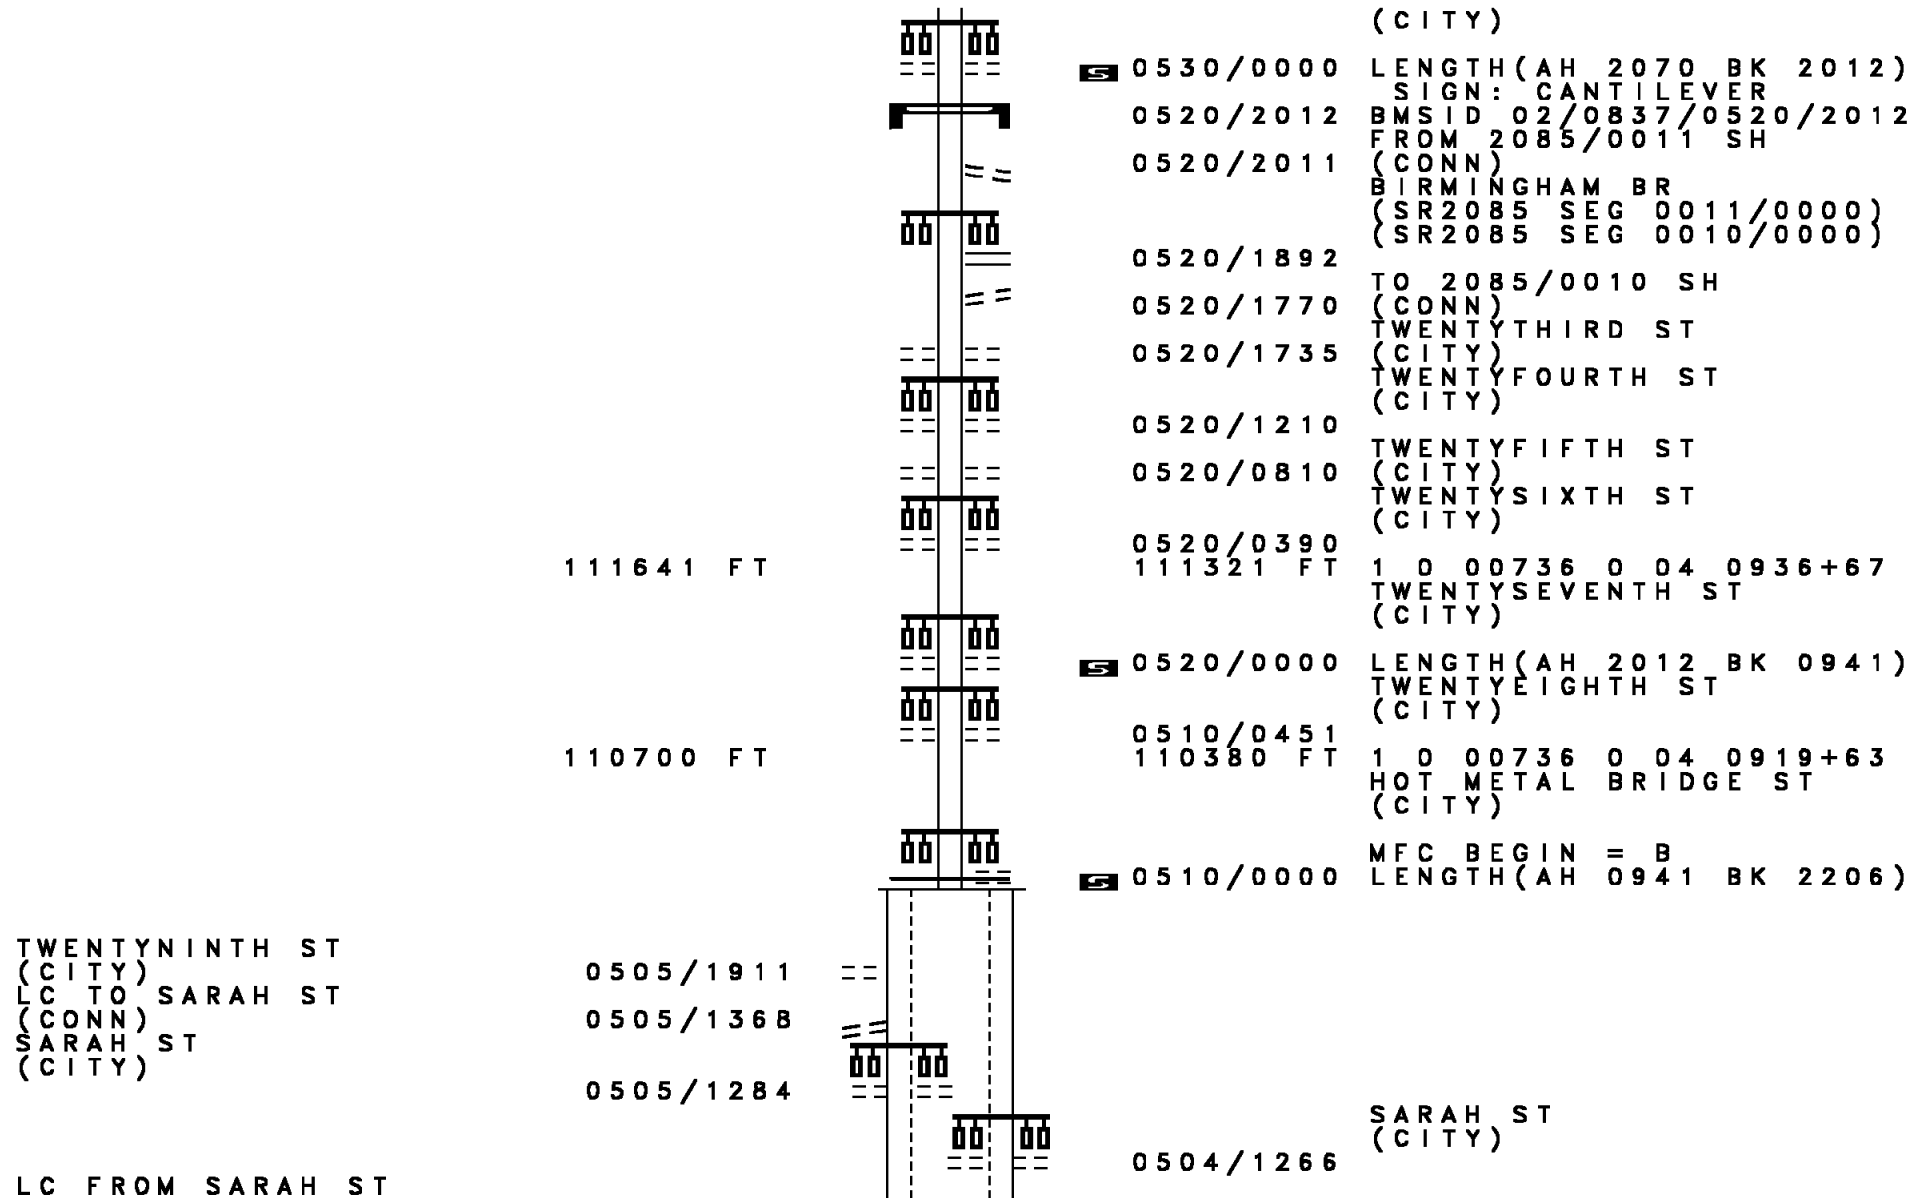 (CITY)
S 0530/0000 LENGTH(AH 2070 BK 2012)
SIGN: CANTILEVER
0520/2012 BMSID 02/0837/0520/2012
FROM 2085/0011 SH
0520/2011 (CONN)
BIRMINGHAM BR
(SR2085 SEG 0011/0000)
(SR2085 SEG 0010/0000)
0520/1892
TO 2085/0010 SH
0520/1770 (CONN)
TWENTYTHIRD ST
0520/1735 (CITY)
TWENTYFOURTH ST
(CITY)
0520/1210
TWENTYFIFTH ST
0520/0810 (CITY)
TWENTYSIXTH ST
(CITY)
0520/0390
111641 FT 111321 FT 1 0 00736 0 04 0936+67
TWENTYSEVENTH ST
(CITY)
S 0520/0000 LENGTH(AH 2012 BK 0941)
TWENTYEIGHTH ST
(CITY)
0510/0451
110700 FT 110380 FT 1 0 00736 0 04 0919+63
HOT METAL BRIDGE ST
(CITY)
MFC BEGIN = B
S 0510/0000 LENGTH(AH 0941 BK 2206)
TWENTYNINTH ST
(CITY) 0505/1911
LC TO SARAH ST
(CONN) 0505/1368
SARAH ST
(CITY)
0505/1284
SARAH ST
(CITY)
0504/1266
LC FROM SARAH ST